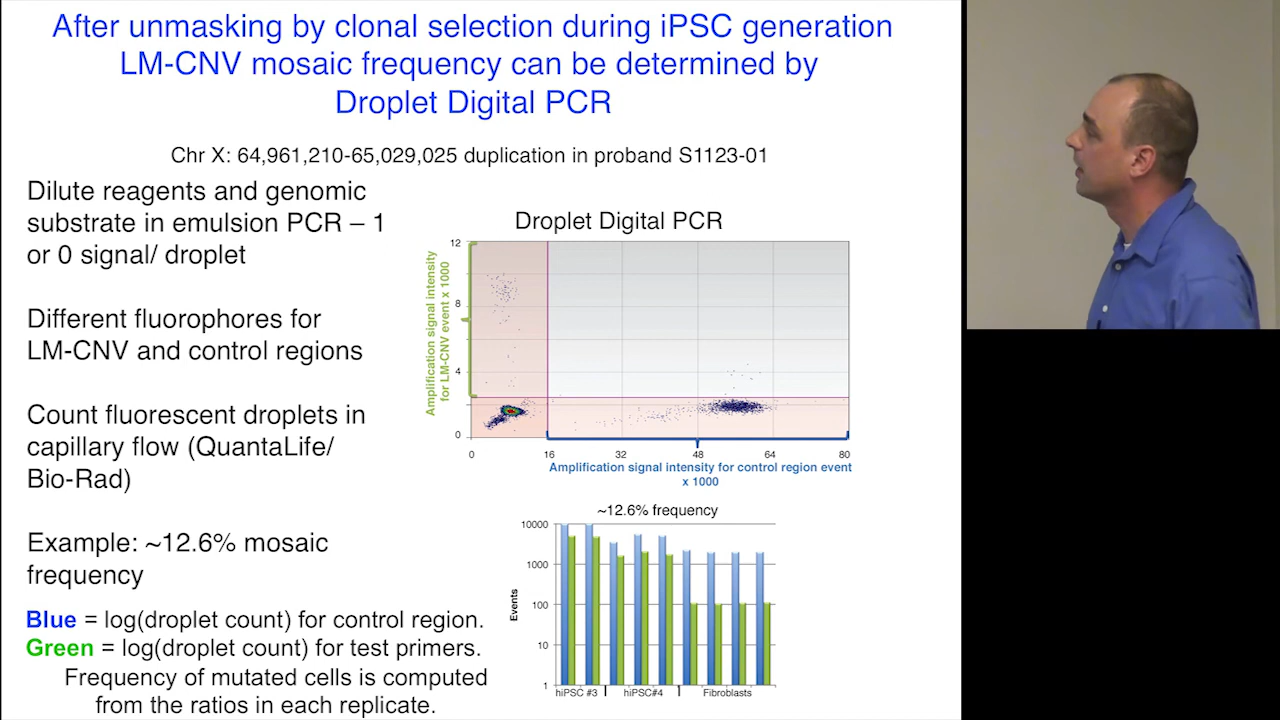 After unmasking by clonal selection during iPSC generation
LM-CNV mosaic frequency can be determined by
Droplet Digital PCR
Chr X: 64,961,210-65,029,025 duplication in proband S1123-01
Dilute reagents and genomic
substrate in emulsion PCR – 1
or 0 signal/ droplet
Different fluorophores for
LM-CNV and control regions
Count fluorescent droplets in
capillary flow (QuantaLife/
Bio-Rad)
Example: ~12.6% mosaic
frequency
Blue = log(droplet count) for control region.
Green = log(droplet count) for test primers.
Frequency of mutated cells is computed
from the ratios in each replicate.
Droplet Digital PCR
Amplification signal intensity
for LM-CNV event x 1000
12
8
4
0
0 16 32 48 64 80
Amplification signal intensity for control region event
x 1000
~12.6% frequency
Events
10000
1000
100
10
1
hiPSC #3 hiPSC#4 Fibroblasts